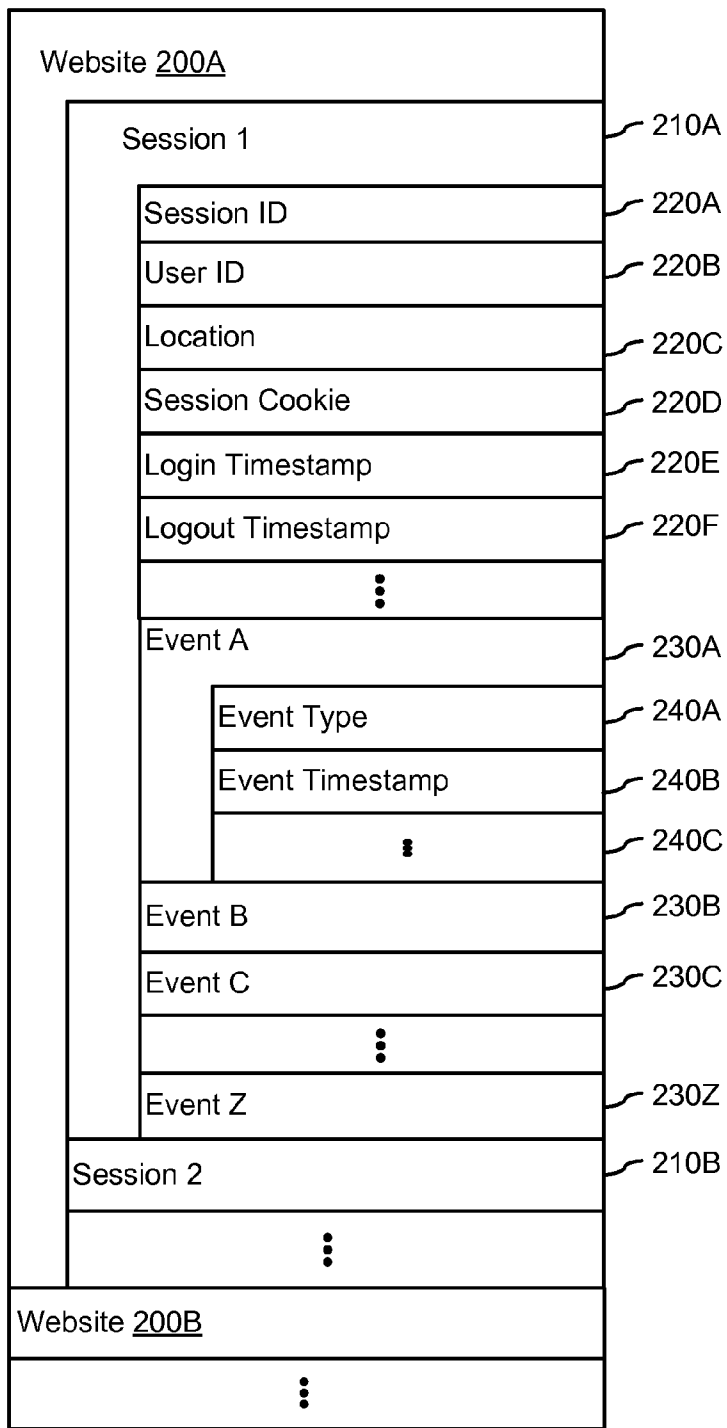 Website 200A
Session 1 210A
Session ID 220A
User ID 220B
Location 220C
Session Cookie 220D
Login Timestamp 220E
Logout Timestamp 220F
Event A 230A
Event Type 240A
Event Timestamp 240B
240C
Event B 230B
Event C 230C
Event Z 230Z
Session 2 210B
Website 200B